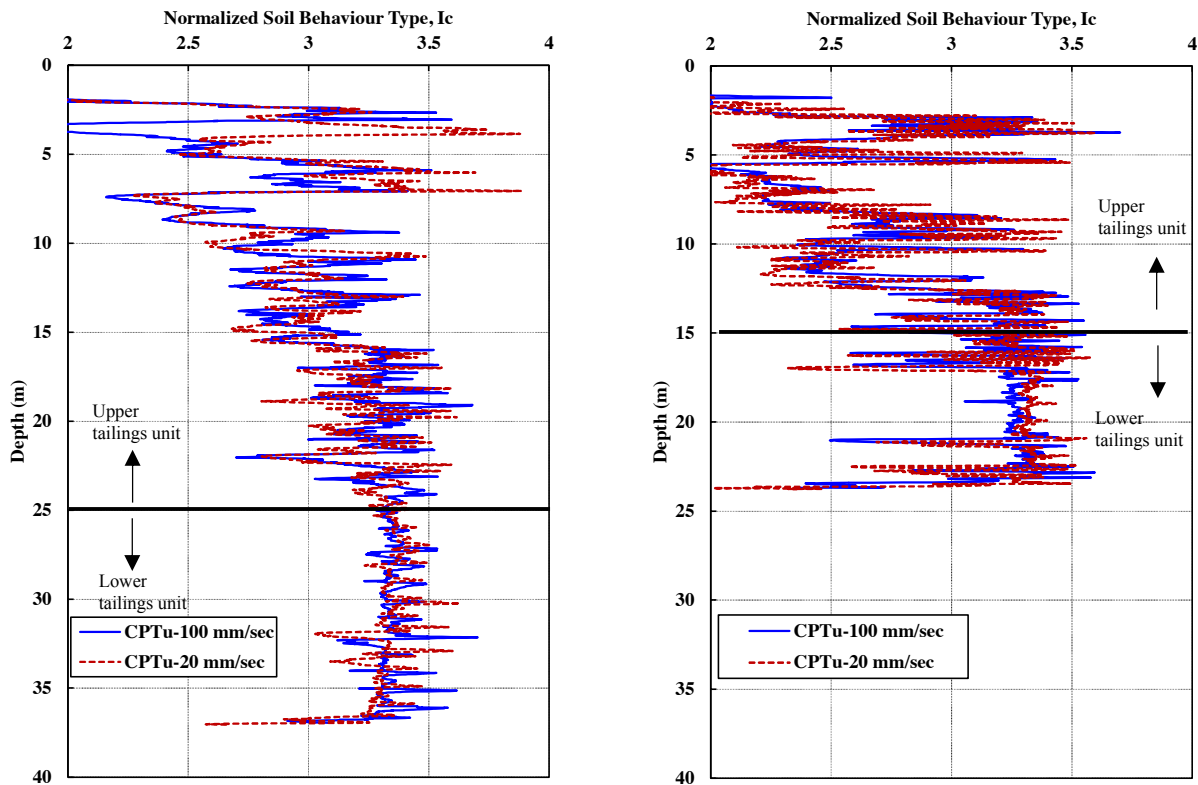 Normalized Soil Behaviour Type, Ic
2 2.5 3 3.5 4
0
5
10
15
20
25
30
35
40
Depth (m)
Upper
tailings unit
Lower
tailings unit
CPTu-100 mm/sec
CPTu-20 mm/sec
Normalized Soil Behaviour Type, Ic
2 2.5 3 3.5 4
0
5
10
15
20
25
30
35
40
Depth (m)
Upper
tailings unit
Lower
tailings unit
CPTu-100 mm/sec
CPTu-20 mm/sec